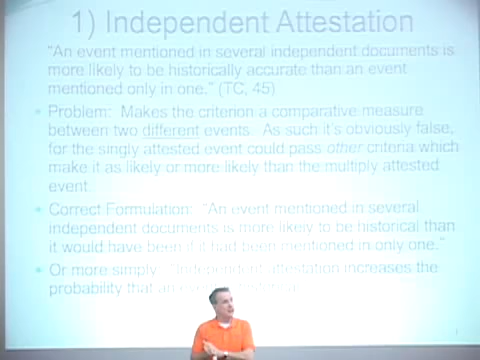 1) Independent Attestation
"An event mentioned in several independent documents is
more likely to be historically accurate than an event
mentioned only in one." (TC, 45)
• Problem: Makes the criterion a comparative measure
between two different events. As such it's obviously false,
for the singly attested event could pass other criteria which
make it as likely or more likely than the multiply attested
event.
• Correct Formulation: "An event mentioned in several
independent documents is more likely to be historical than
it would have been if it had been mentioned in only one."
• Or more simply: "Independent attestation increases the
probability that an